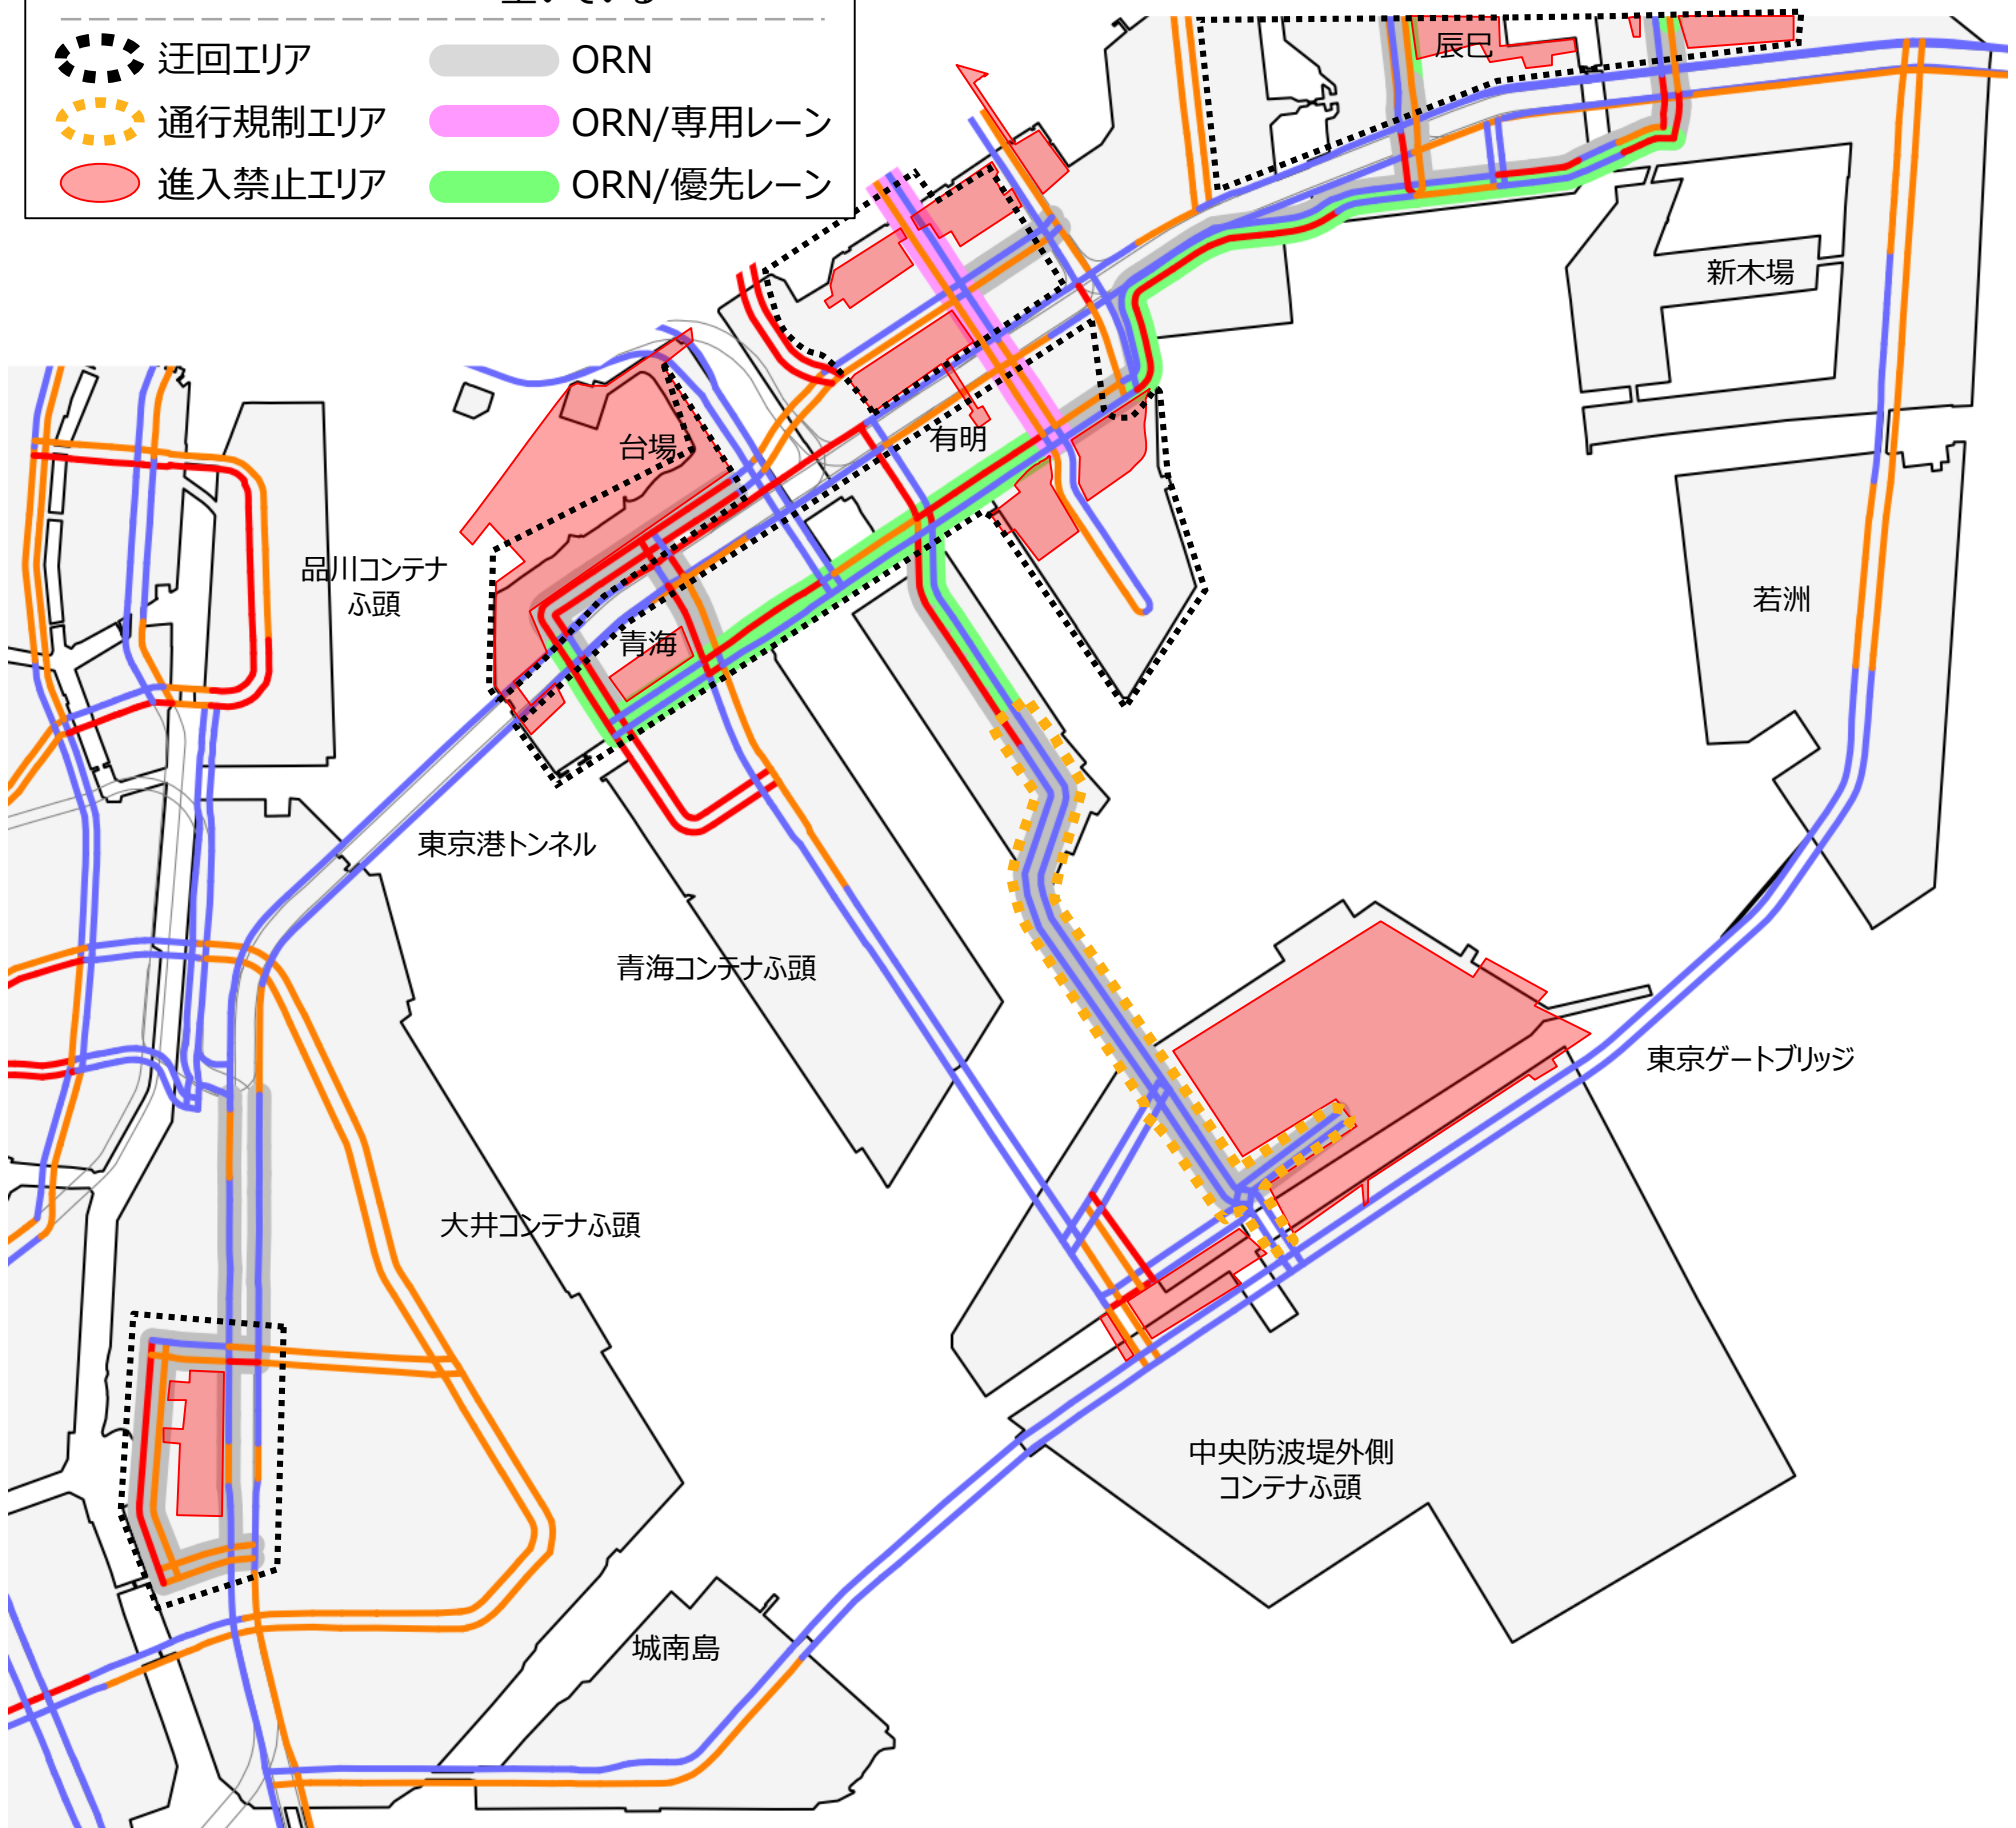 空いている
迂回エリア
ORN
通行規制エリア
ORN/専用レーン
進入禁止エリア
ORN/優先レーン
辰巳
新木場
台場
有明
品川コンテナ
ふ頭
若洲
青海
東京港トンネル
青海コンテナふ頭
東京ゲートブリッジ
大井コンテナふ頭
中央防波堤外側
コンテナふ頭
城南島